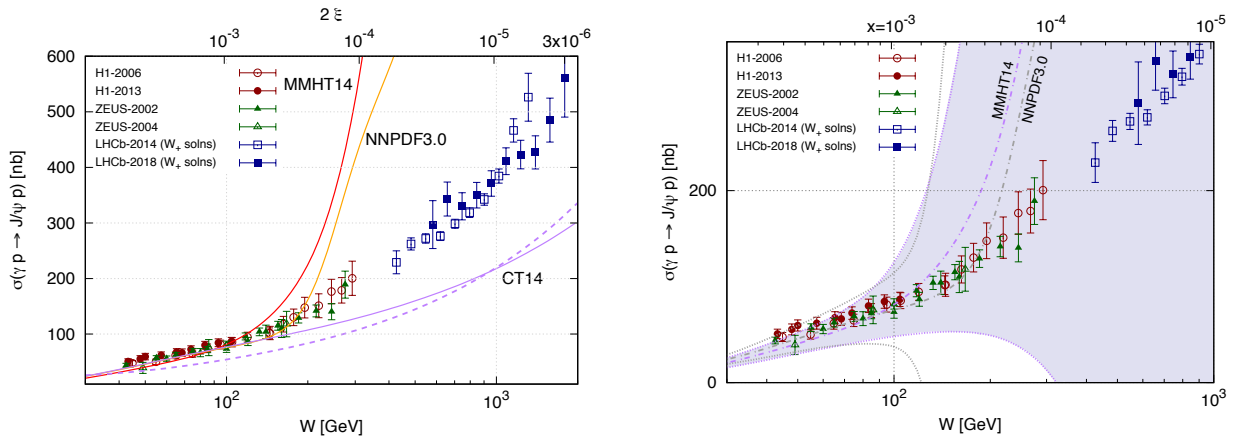 2 ξ
10⁻³ 10⁻⁴ 10⁻⁵ 3x10⁻⁶
600
500
400
300
200
100
σ(γ p → J/ψ p) [nb]
H1-2006
H1-2013
ZEUS-2002
ZEUS-2004
LHCb-2014 (W₊ solns)
LHCb-2018 (W₊ solns)
MMHT14
NNPDF3.0
CT14
10² 10³
W [GeV]
x=10⁻³ 10⁻⁴ 10⁻⁵
200
0
σ(γ p → J/ψ p) [nb]
H1-2006
H1-2013
ZEUS-2002
ZEUS-2004
LHCb-2014 (W₊ solns)
LHCb-2018 (W₊ solns)
MMHT14
NNPDF3.0
10² 10³
W [GeV]